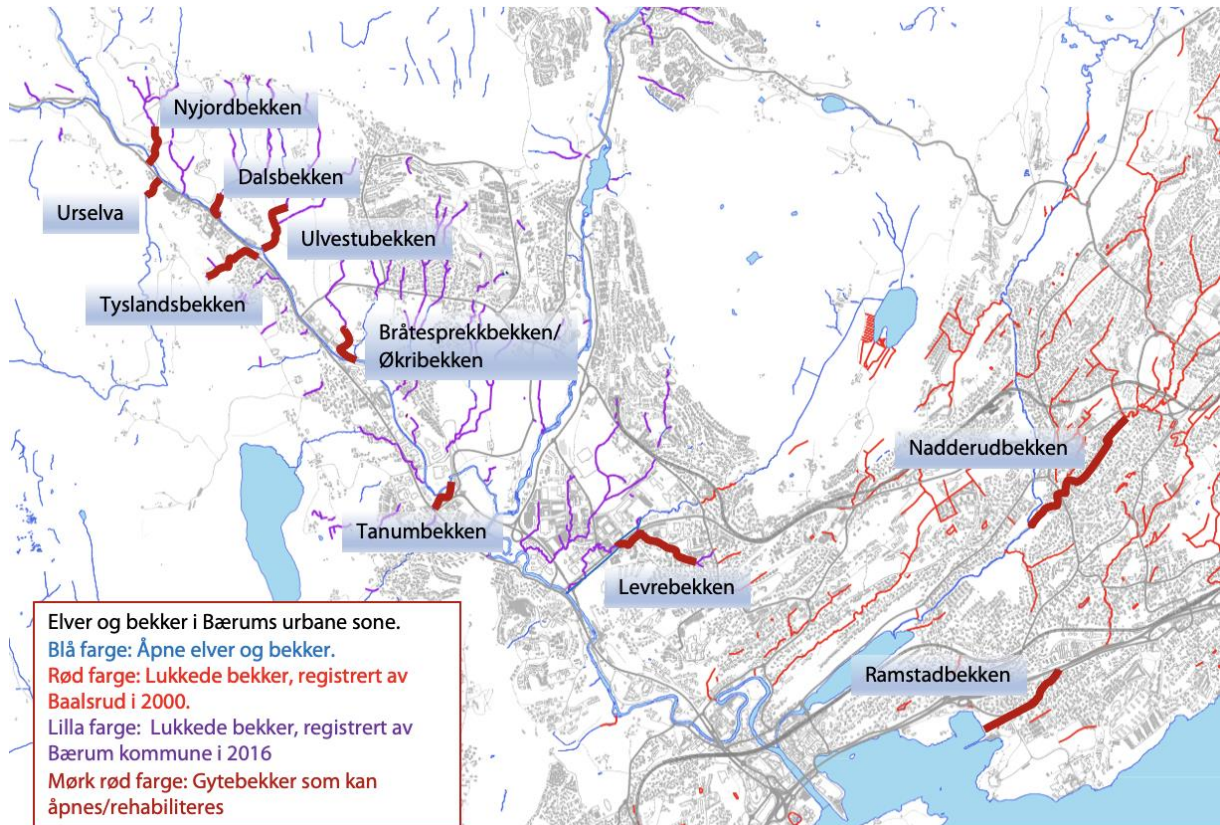 Nyjordbekken
Dalsbekken
Urselva
Ulvestubekken
Tyslandsbekken
Bråtesprekkbekken/
Økribekken
Nadderudbekken
Tanumbekken
Levrebekken
Ramstadbekken
Elver og bekker i Bærums urbane sone.
Blå farge: Åpne elver og bekker.
Rød farge: Lukkede bekker, registrert av
Baalsrud i 2000.
Lilla farge: Lukkede bekker, registrert av
Bærum kommune i 2016
Mørk rød farge: Gytebekker som kan
åpnes/rehabiliteres